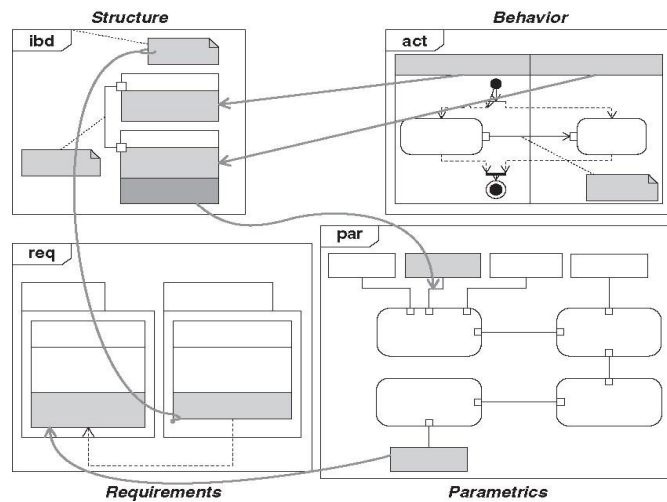 Structure
Behavior
ibd
act
req
par
Requirements
Parametrics